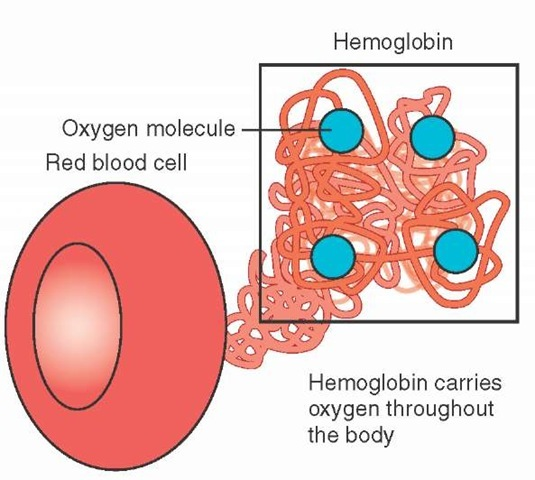 Hemoglobin
Oxygen molecule
Red blood cell
Hemoglobin carries
oxygen throughout
the body